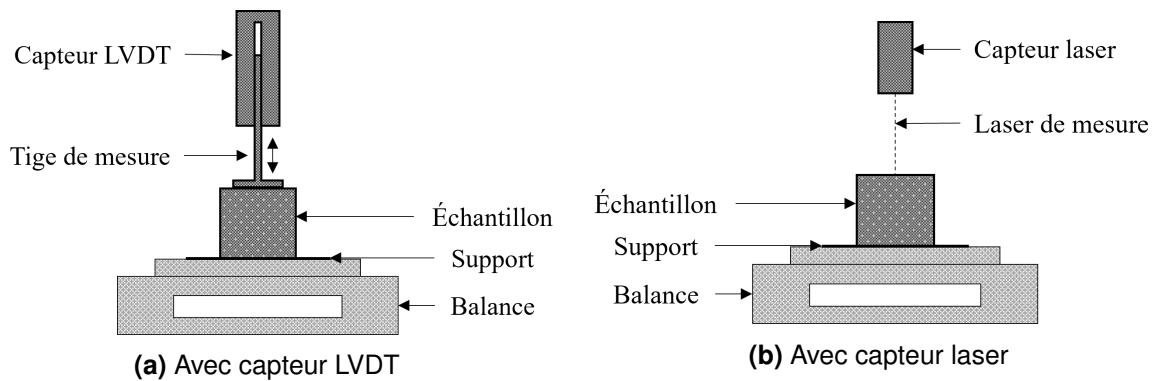 Capteur LVDT
Tige de mesure
Échantillon
Support
Balance
(a) Avec capteur LVDT
Capteur laser
Laser de mesure
Échantillon
Support
Balance
(b) Avec capteur laser